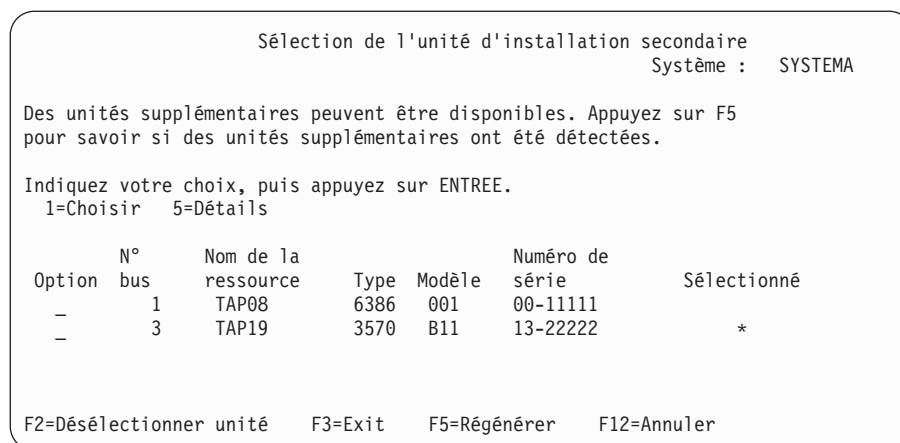 Sélection de l'unité d'installation secondaire
Système : SYSTEMA
Des unités supplémentaires peuvent être disponibles. Appuyez sur F5
pour savoir si des unités supplémentaires ont été détectées.
Indiquez votre choix, puis appuyez sur ENTREE.
1=Choisir 5=Détails
N° Nom de la Numéro de
Option bus ressource Type Modèle série Sélectionné
_ 1 TAP08 6386 001 00-11111
_ 3 TAP19 3570 B11 13-22222 *
F2=Désélectionner unité F3=Exit F5=Régénérer F12=Annuler